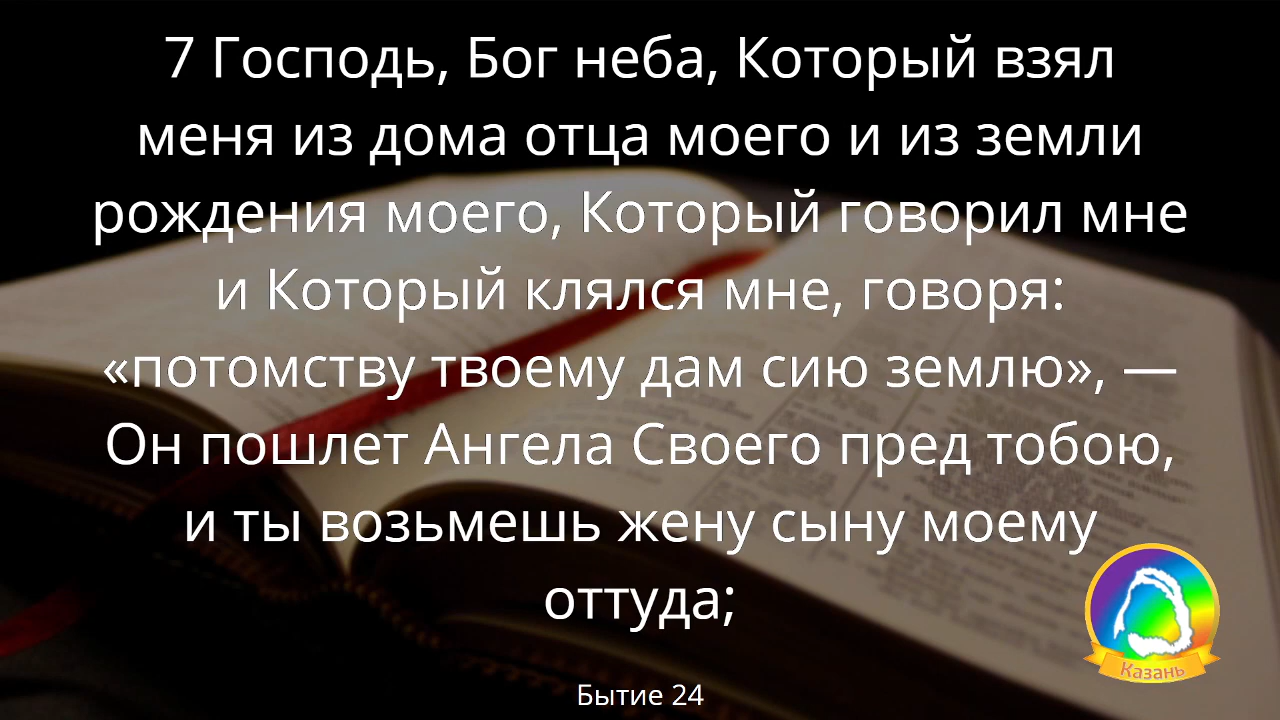 7 Господь, Бог неба, Который взял
меня из дома отца моего и из земли
рождения моего, Который говорил мне
и Который клялся мне, говоря:
«потомству твоему дам сию землю», —
Он пошлет Ангела Своего пред тобою,
и ты возьмешь жену сыну моему
оттуда;
Казань
Бытие 24